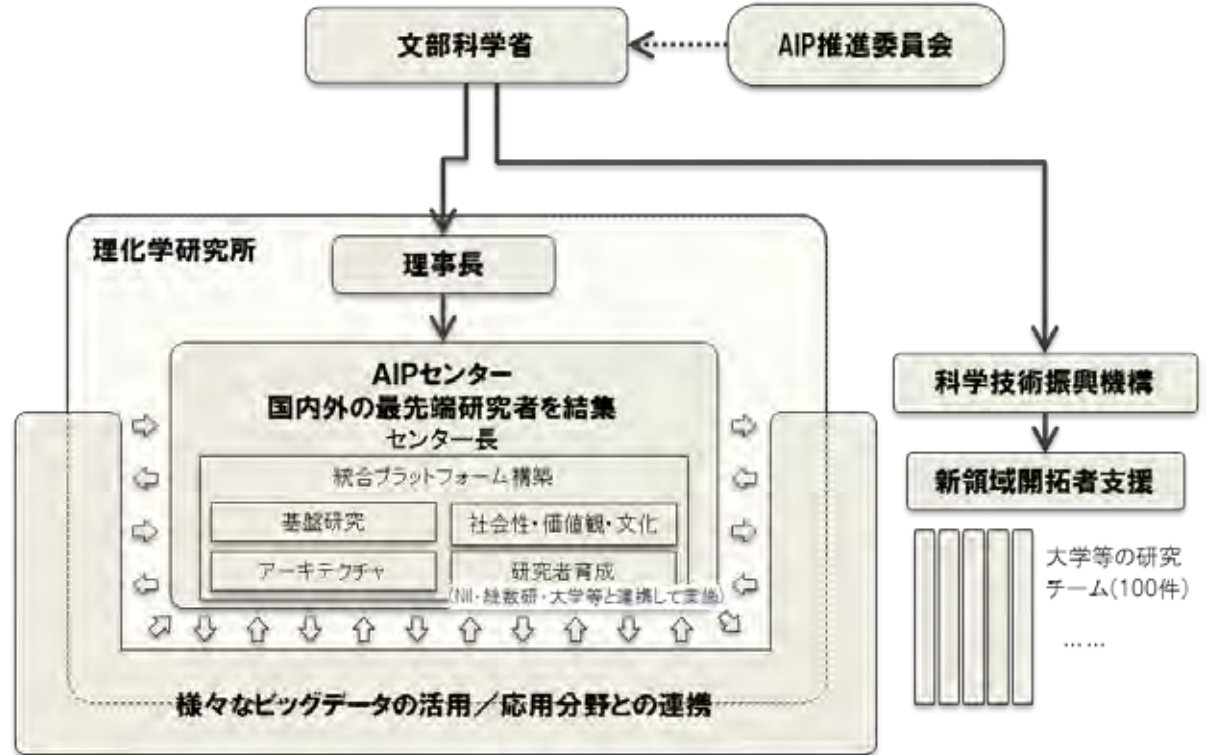 文部科学省
AIP推進委員会
理化学研究所
理事長
AIPセンター
国内外の最先端研究者を結集
センター長
統合プラットフォーム構築
基盤研究
社会性・価値観・文化
アーキテクチャ
研究者育成
(NII・統数研・大学等と連携して実施)
様々なビッグデータの活用／応用分野との連携
科学技術振興機構
新領域開拓者支援
大学等の研究
チーム(100件)
……